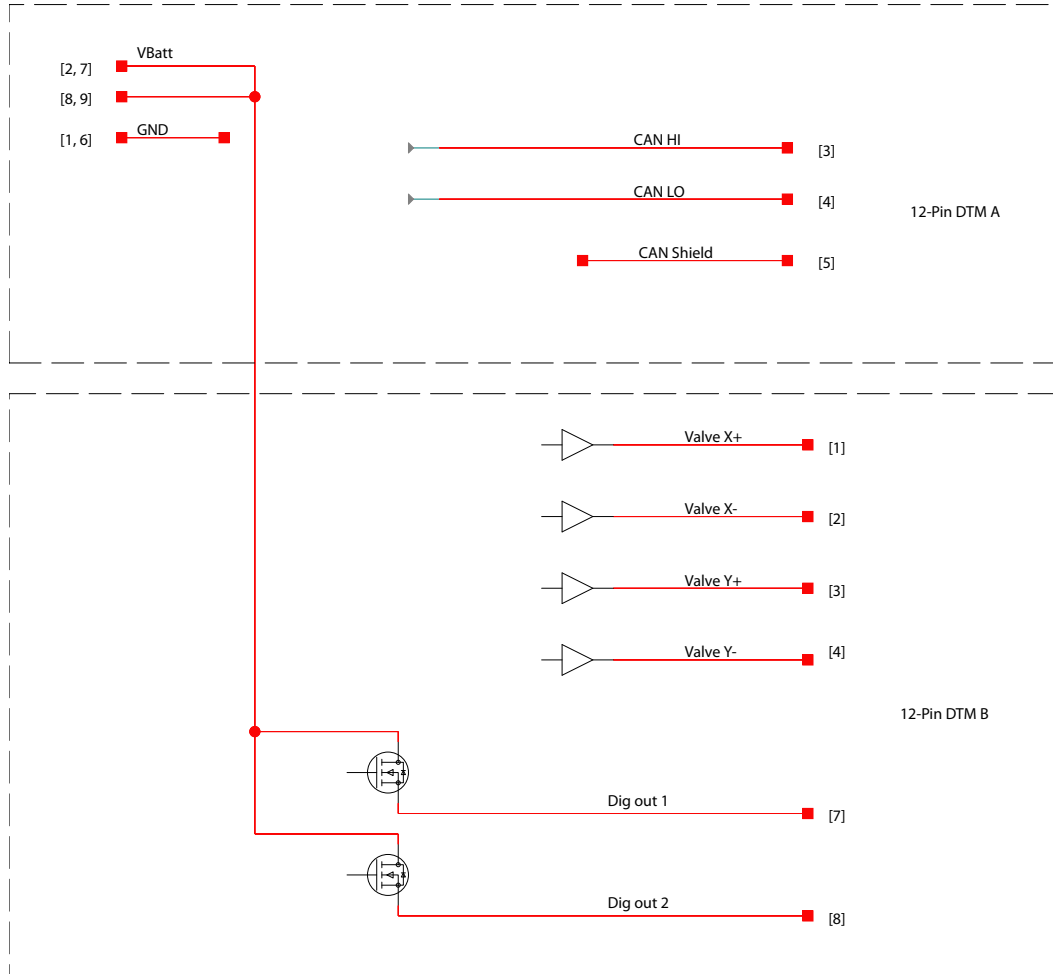 VBatt
[2, 7]
[8, 9]
GND
[1, 6]
CAN HI
[3]
CAN LO
[4]
12-Pin DTM A
CAN Shield
[5]
Valve X+
[1]
Valve X-
[2]
Valve Y+
[3]
Valve Y-
[4]
12-Pin DTM B
Dig out 1
[7]
Dig out 2
[8]